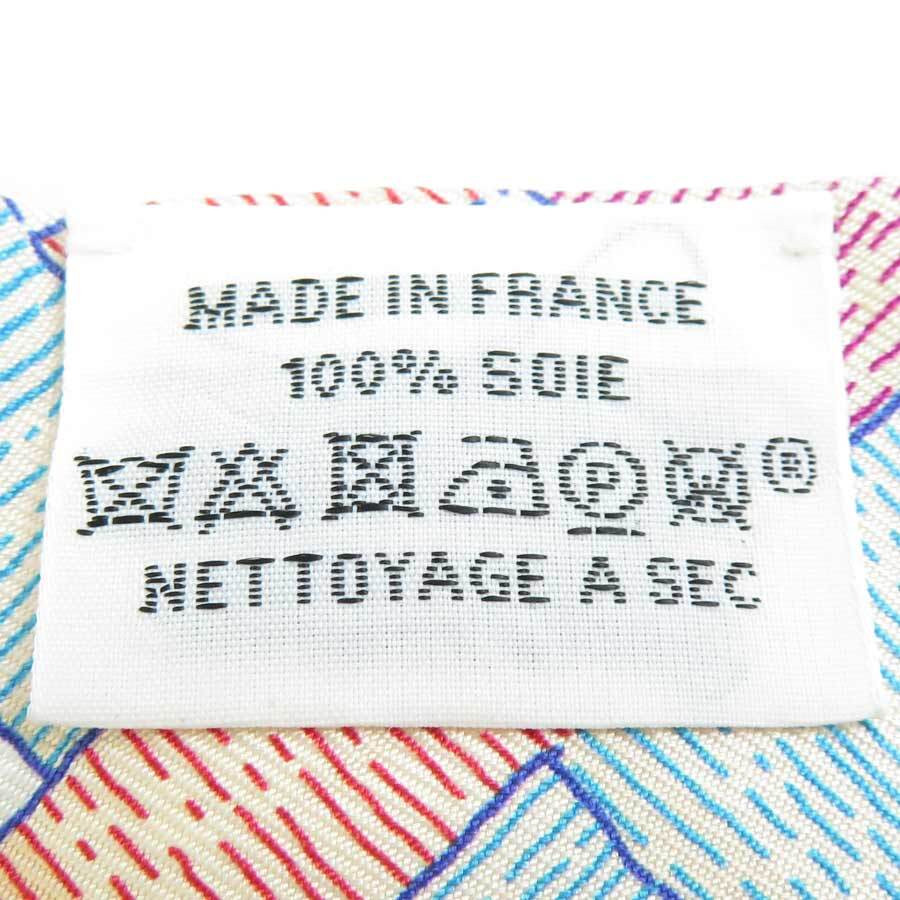 MADE IN FRANCE
100% SOIE
P ®
NETTOYAGE A SEC